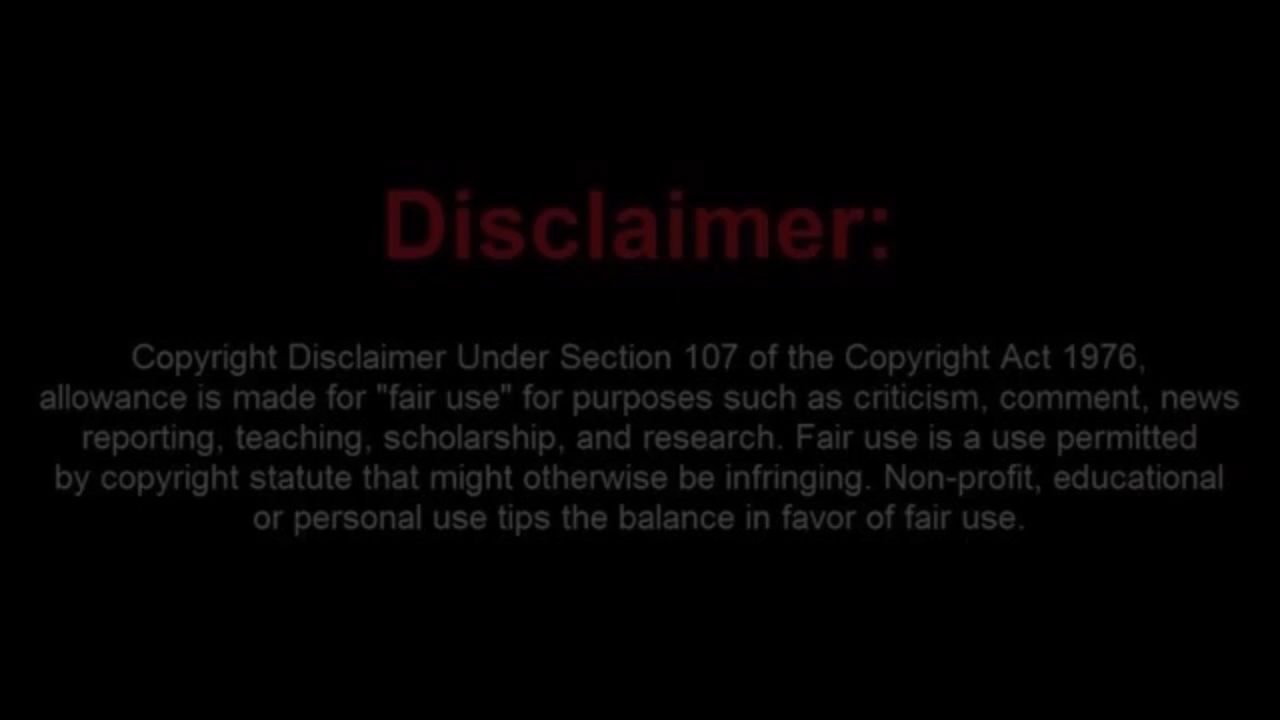 Disclaimer:
Copyright Disclaimer Under Section 107 of the Copyright Act 1976,
allowance is made for "fair use" for purposes such as criticism, comment, news
reporting, teaching, scholarship, and research. Fair use is a use permitted
by copyright statute that might otherwise be infringing. Non-profit, educational
or personal use tips the balance in favor of fair use.